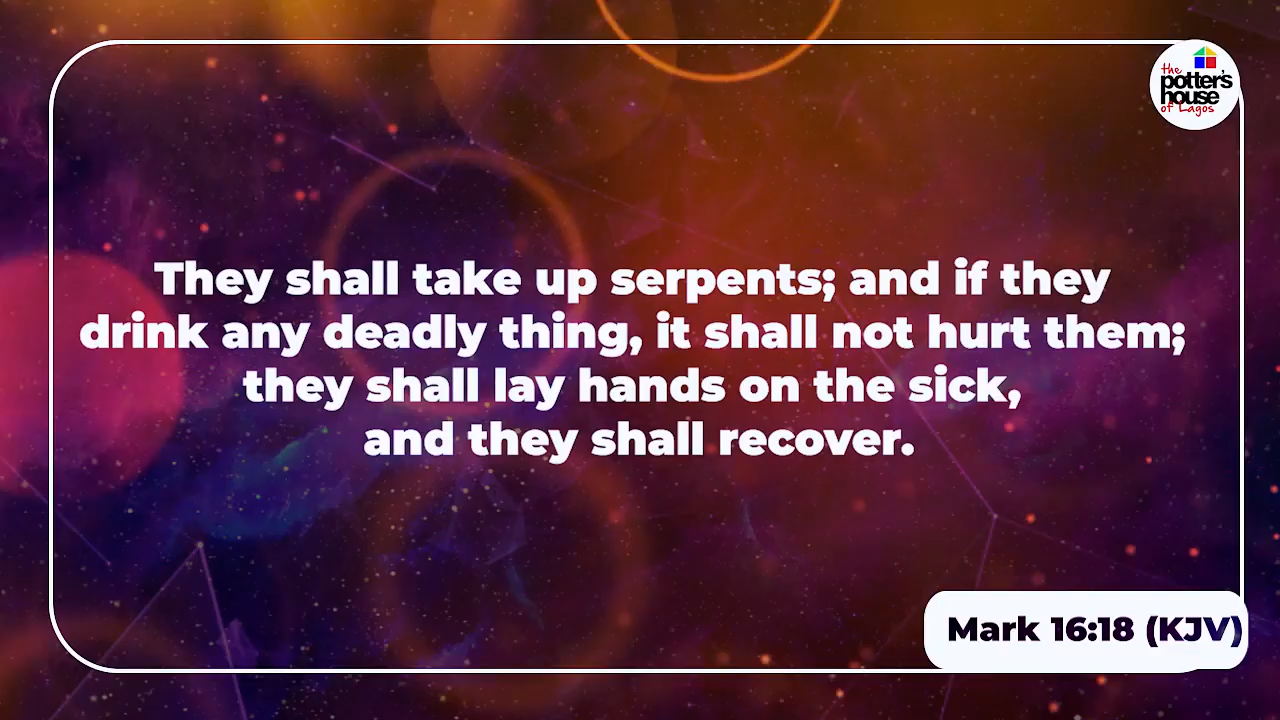 the
potter's
house
of Lagos
They shall take up serpents; and if they
drink any deadly thing, it shall not hurt them;
they shall lay hands on the sick,
and they shall recover.
Mark 16:18 (KJV)